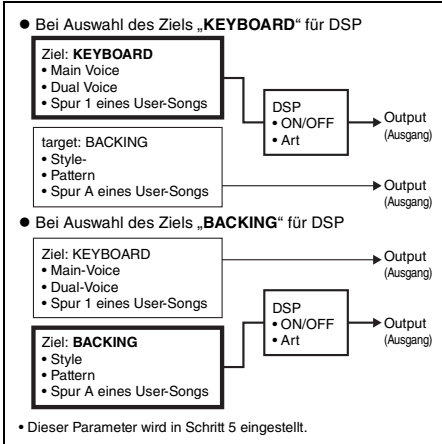 ● Bei Auswahl des Ziels „KEYBOARD“ für DSP
Ziel: KEYBOARD
• Main Voice
• Dual Voice
• Spur 1 eines User-Songs
DSP
• ON/OFF
• Art
Output
(Ausgang)
target: BACKING
• Style-
• Pattern
• Spur A eines User-Songs
Output
(Ausgang)
● Bei Auswahl des Ziels „BACKING“ für DSP
Ziel: KEYBOARD
• Main-Voice
• Dual-Voice
• Spur 1 eines User-Songs
Output
(Ausgang)
DSP
• ON/OFF
• Art
Output
(Ausgang)
Ziel: BACKING
• Style
• Pattern
• Spur A eines User-Songs
• Dieser Parameter wird in Schritt 5 eingestellt.